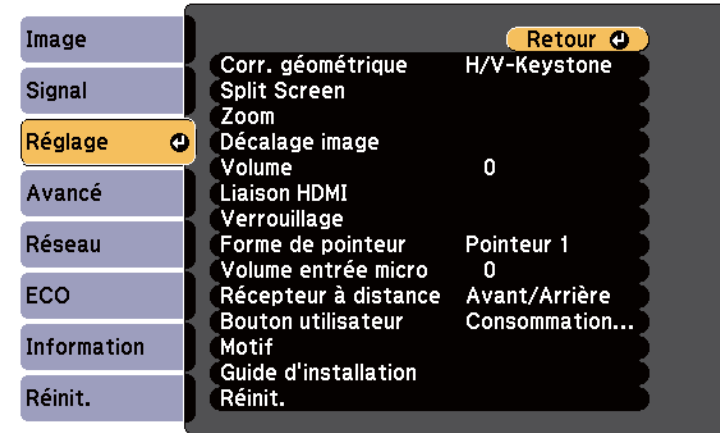 Image
Signal
Réglage
Avancé
Réseau
ECO
Information
Réinit.
Retour
Corr. géométrique H/V-Keystone
Split Screen
Zoom
Décalage image
Volume 0
Liaison HDMI
Verrouillage
Forme de pointeur Pointeur 1
Volume entrée micro 0
Récepteur à distance Avant/Arrière
Bouton utilisateur Consommation...
Motif
Guide d'installation
Réinit.